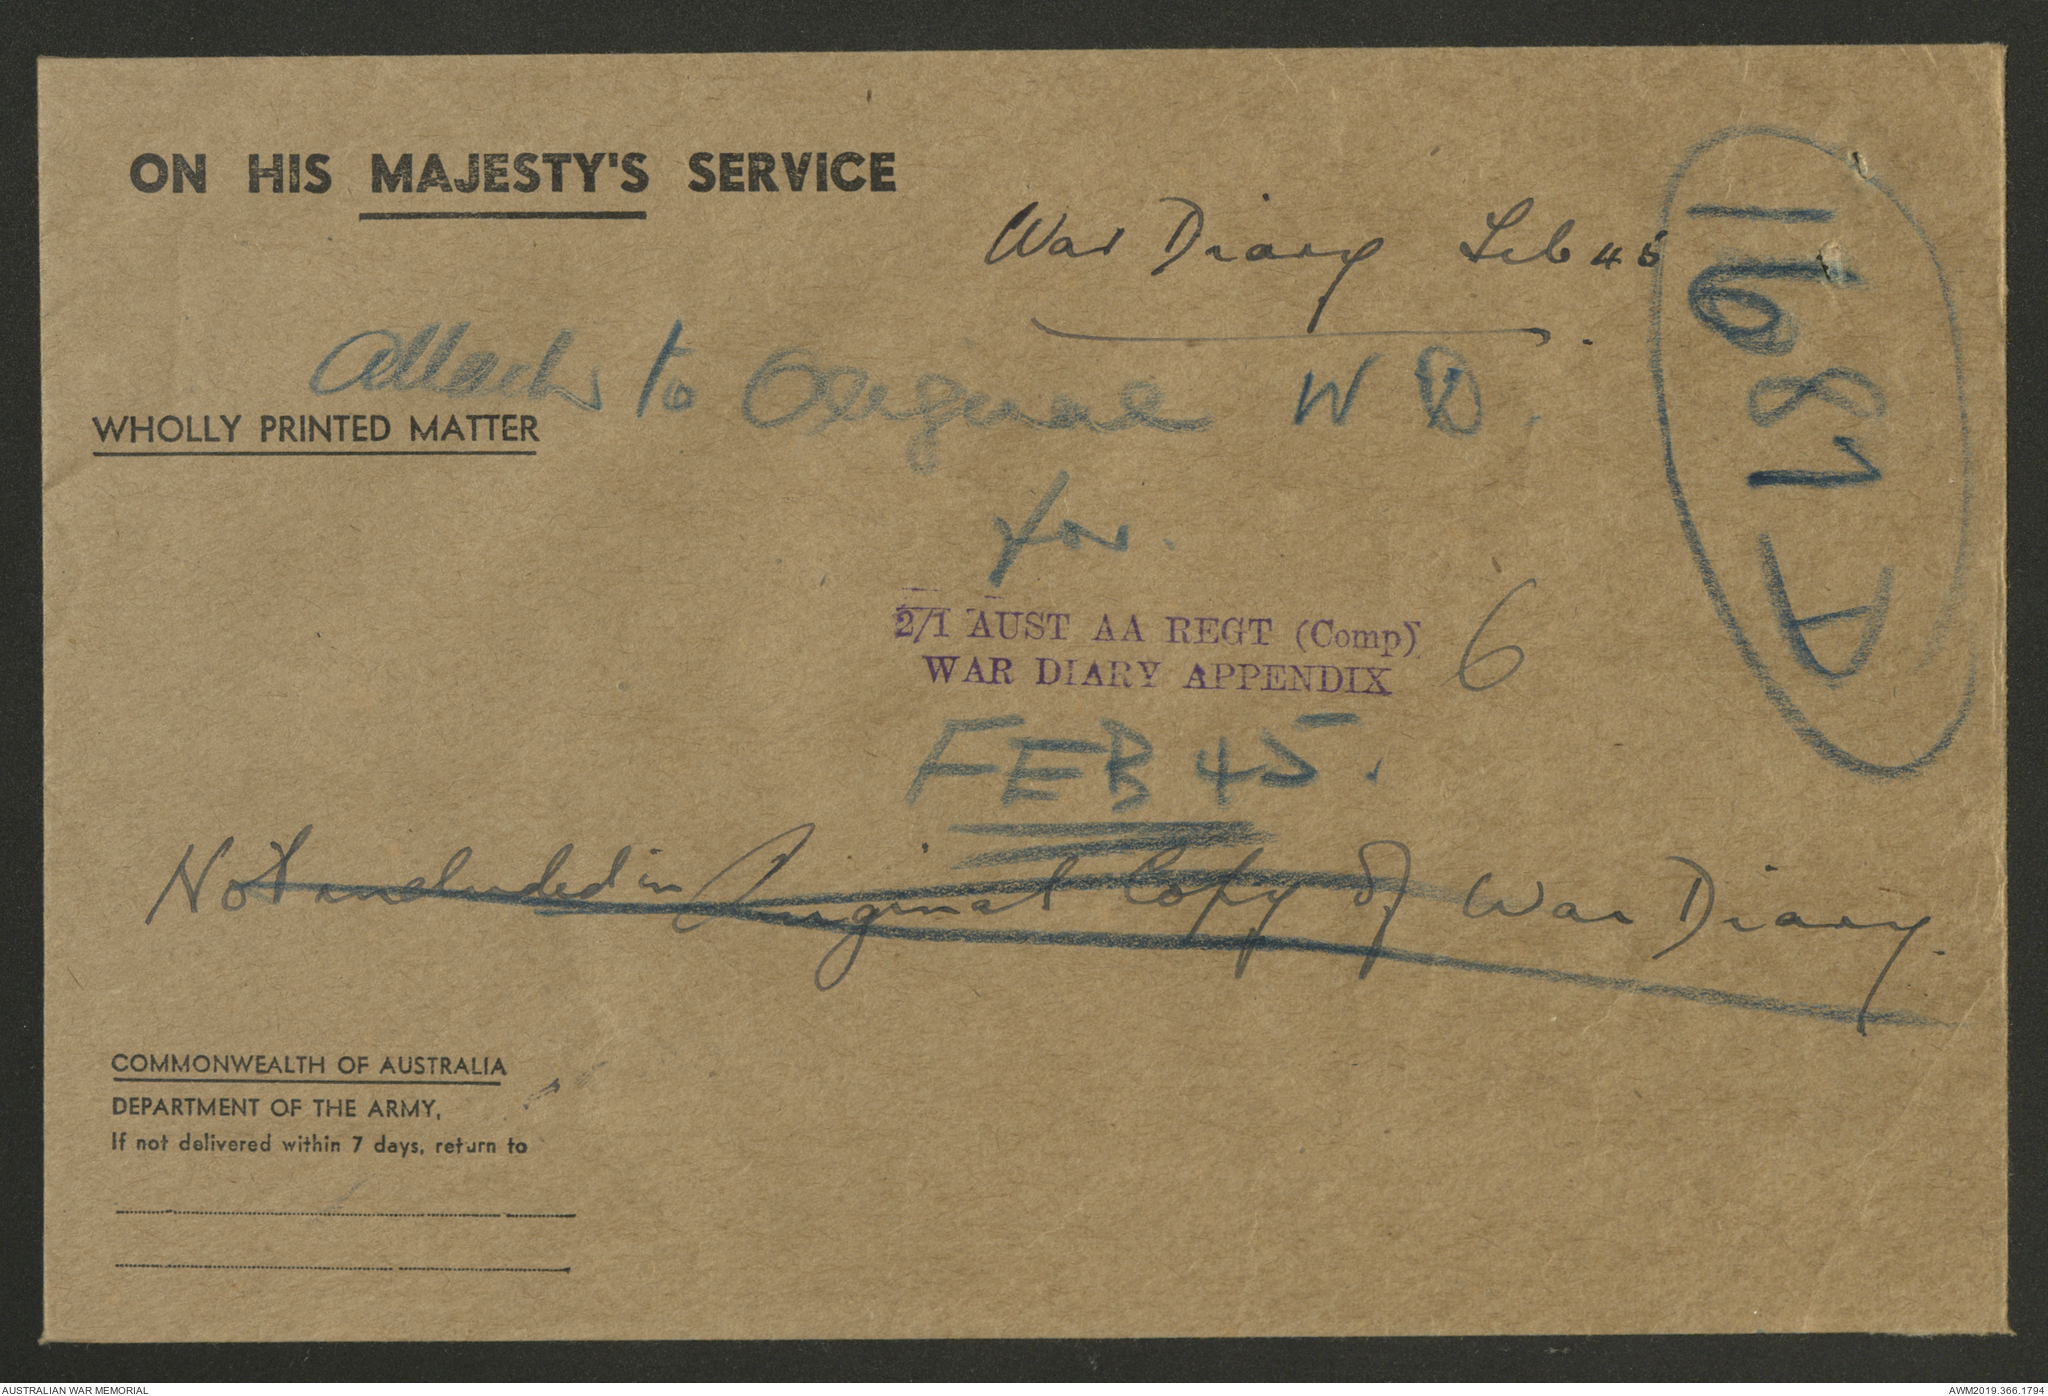 ON HIS MAJESTY'S SERVICE
War Diary Feb 45
Attach to Original W D.
WHOLLY PRINTED MATTER
for.
2/1 AUST AA REGT (Comp)
WAR DIARY APPENDIX 6
FEB 45.
Not included in Original Copy of War Diary.
COMMONWEALTH OF AUSTRALIA
DEPARTMENT OF THE ARMY,
If not delivered within 7 days, return to
1687 A
AUSTRALIAN WAR MEMORIAL
AWM2019.366.1794